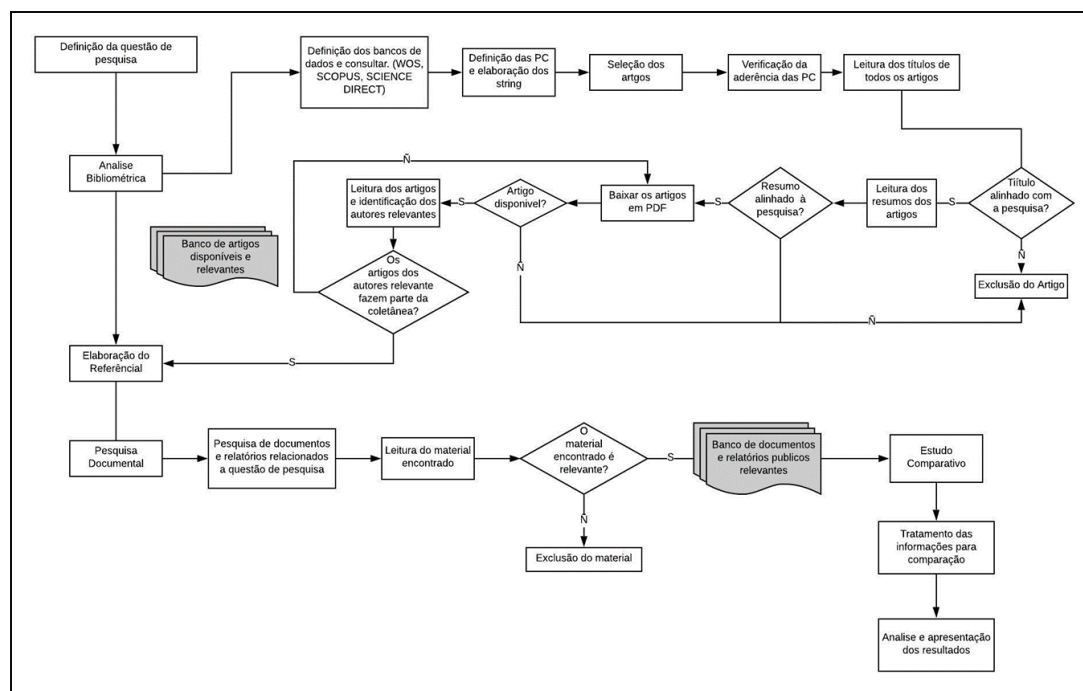 Definição da questão de
pesquisa
Definição dos bancos de
dados e consultar. (WOS,
SCOPUS, SCIENCE
DIRECT)
Definição das PC
e elaboração dos
string
Seleção dos
artgos
Verificação da
aderência das PC
Leitura dos títulos de
todos os artigos
Analise
Bibliométrica
Ñ
Leitura dos artigos
e identificação dos
autores relevantes
S
Artigo
disponivel?
Baixar os artigos
em PDF
S
Resumo
alinhado à
pesquisa?
S
Leitura dos
resumos dos
artigos
S
Tiítulo
alinhado com
a pesquisa?
Banco de artigos
disponíveis e
relevantes
Os
artigos dos
autores relevante
fazem parte da
coletânea?
Ñ
Ñ
Exclusão do Artigo
Ñ
Elaboração do
Referêncial
S
Pesquisa
Documental
Pesquisa de documentos
e relatórios relacionados
a questão de pesquisa
Leitura do material
encontrado
O
material
encontrado é
relevante?
S
Banco de documentos
e relatórios publicos
relevantes
Estudo
Comparativo
Ñ
Exclusão do material
Tratamento das
informações para
comparação
Analise e apresentação
dos resultados